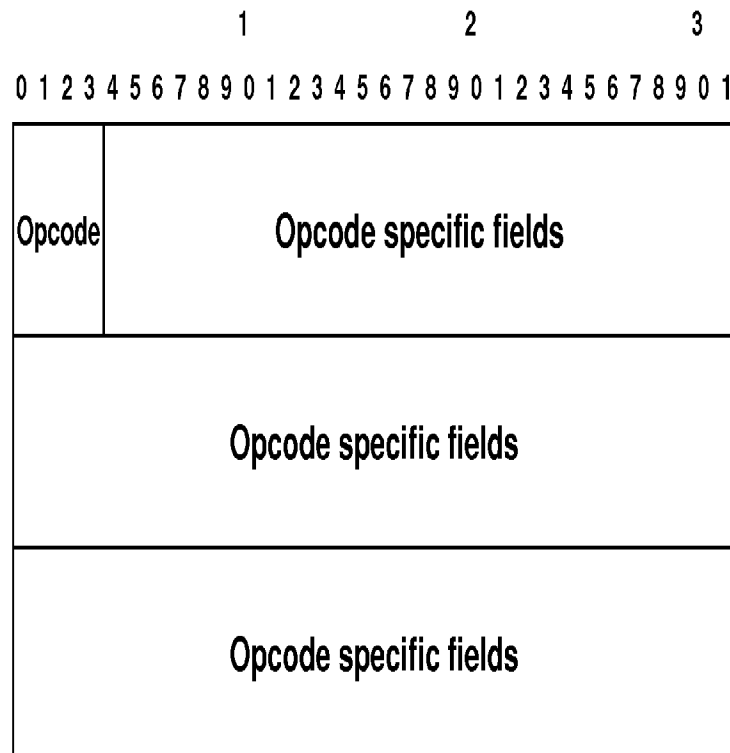 1 2 3
0 1 2 3 4 5 6 7 8 9 0 1 2 3 4 5 6 7 8 9 0 1 2 3 4 5 6 7 8 9 0 1
Opcode Opcode specific fields
Opcode specific fields
Opcode specific fields